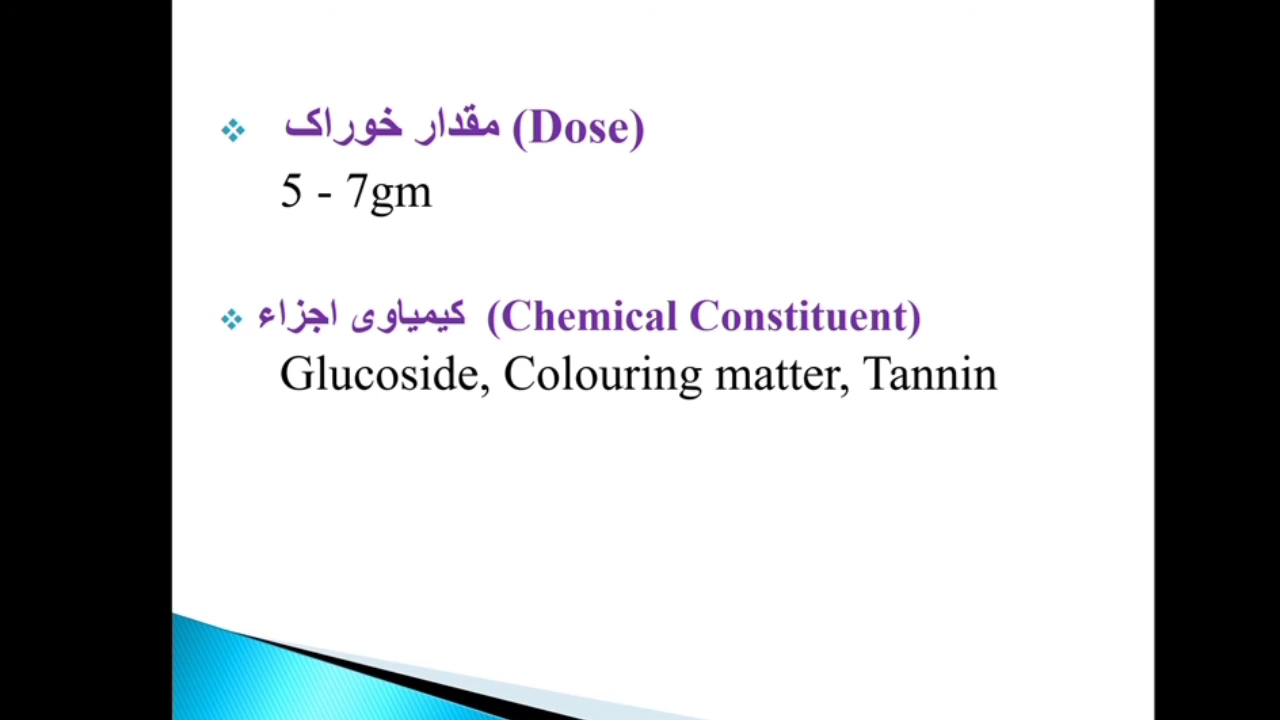 ❖ مقدار خوراک (Dose)
5 - 7gm
❖ کیمیاوی اجزاء (Chemical Constituent)
Glucoside, Colouring matter, Tannin